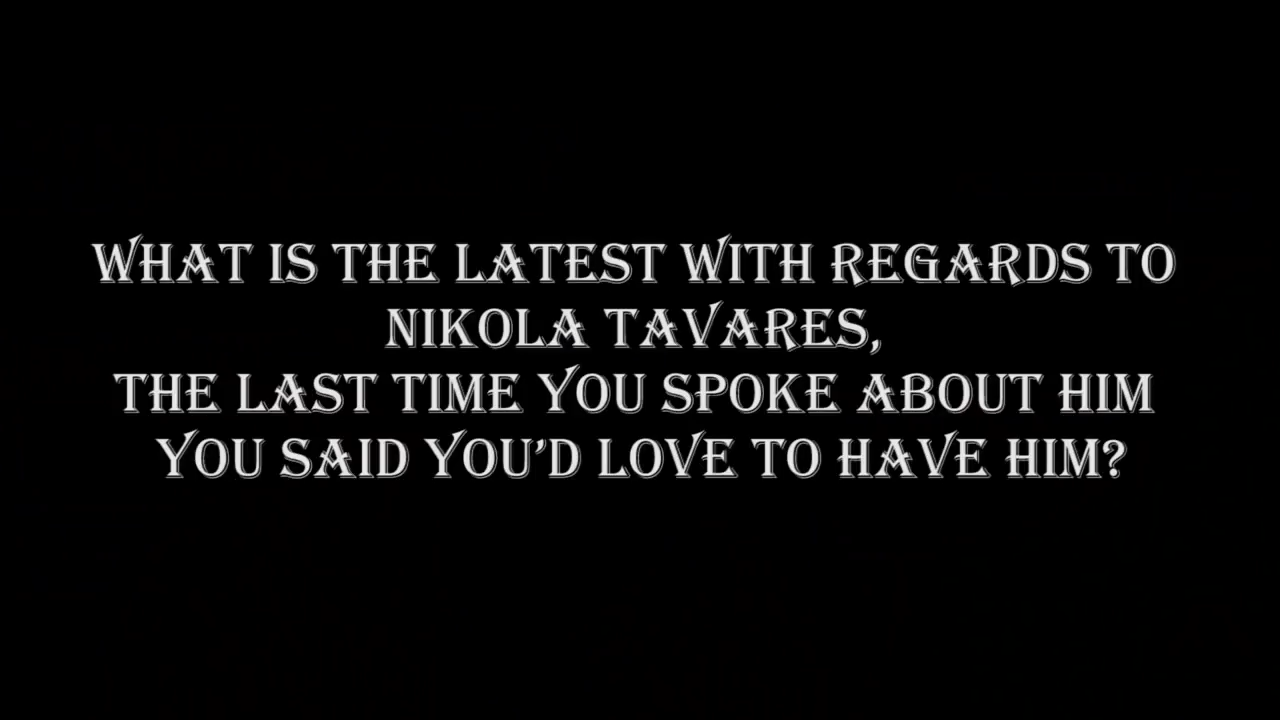 WHAT IS THE LATEST WITH REGARDS TO
NIKOLA TAVARES,
THE LAST TIME YOU SPOKE ABOUT HIM
YOU SAID YOU'D LOVE TO HAVE HIM?